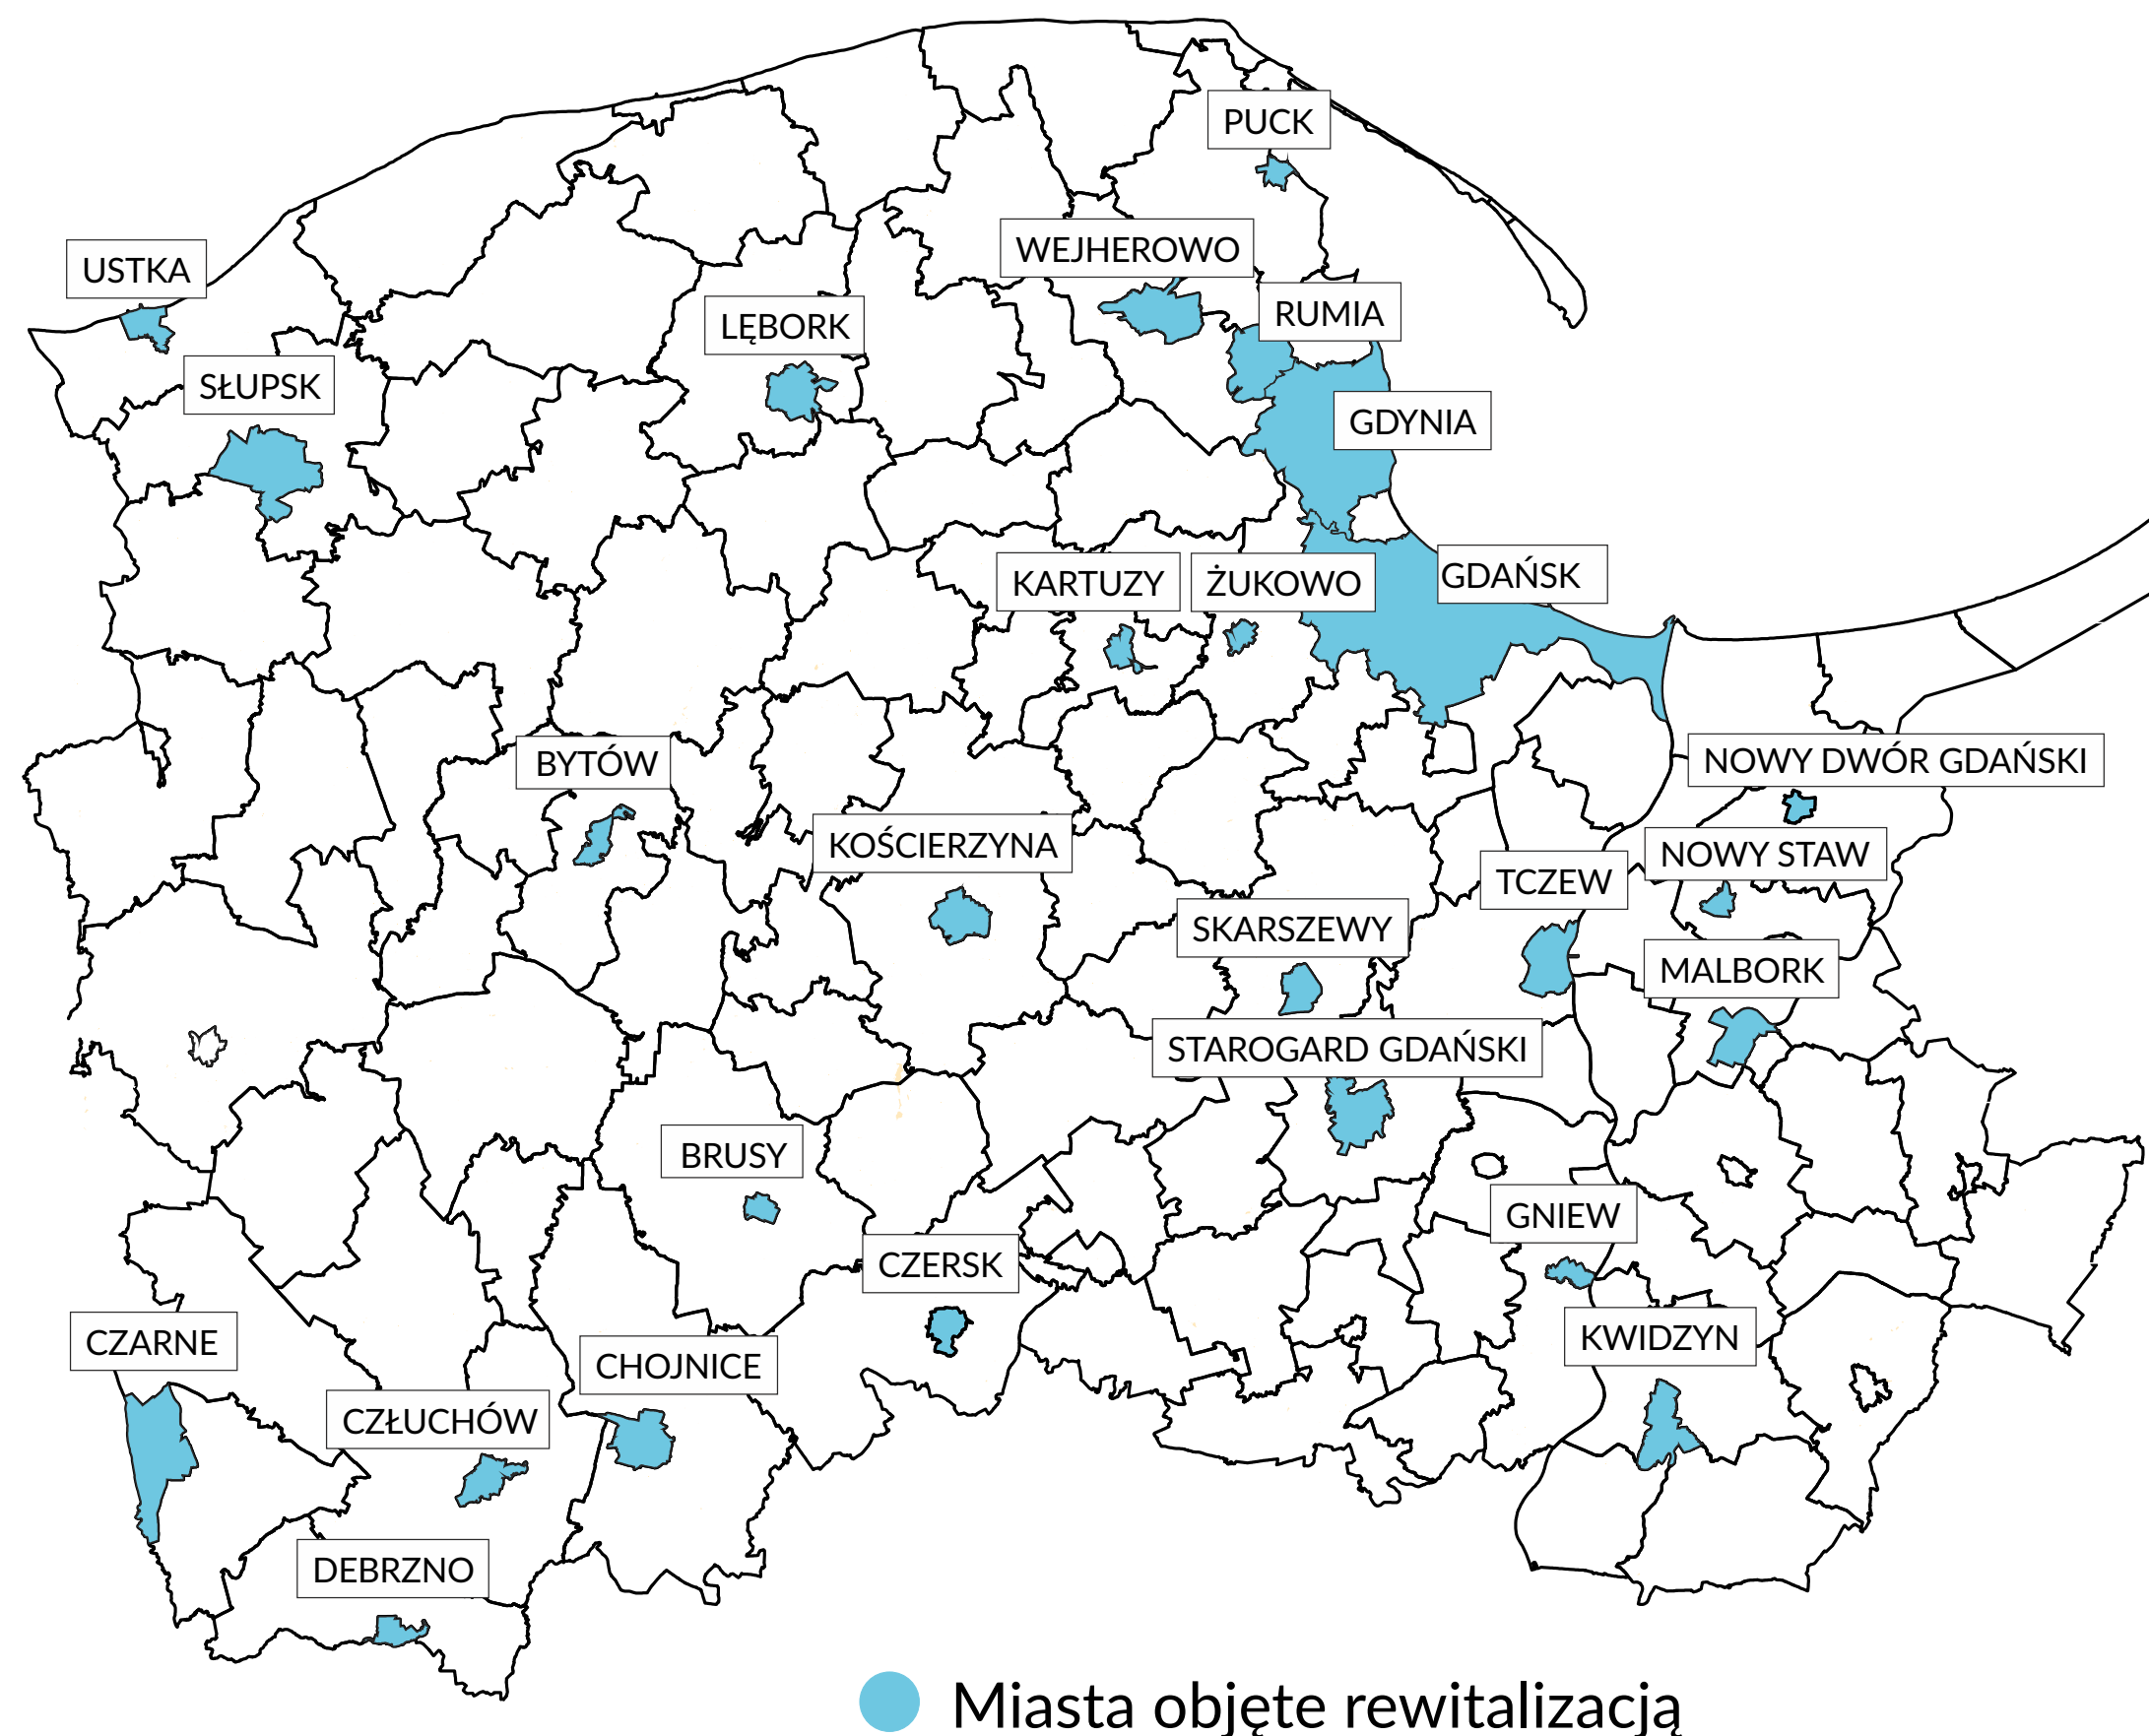 PUCK
WEJHEROWO
USTKA
RUMIA
LĘBORK
SŁUPSK
GDYNIA
GDAŃSK
KARTUZY
ŻUKOWO
NOWY DWÓR GDAŃSKI
BYTÓW
KOŚCIERZYNA
NOWY STAW
TCZEW
SKARSZEWY
MALBORK
STAROGARD GDAŃSKI
BRUSY
GNIEW
CZERSK
KWIDZYN
CZARNE
CHOJNICE
CZŁUCHÓW
DEBRZNO
Miasta objęte rewitalizacją